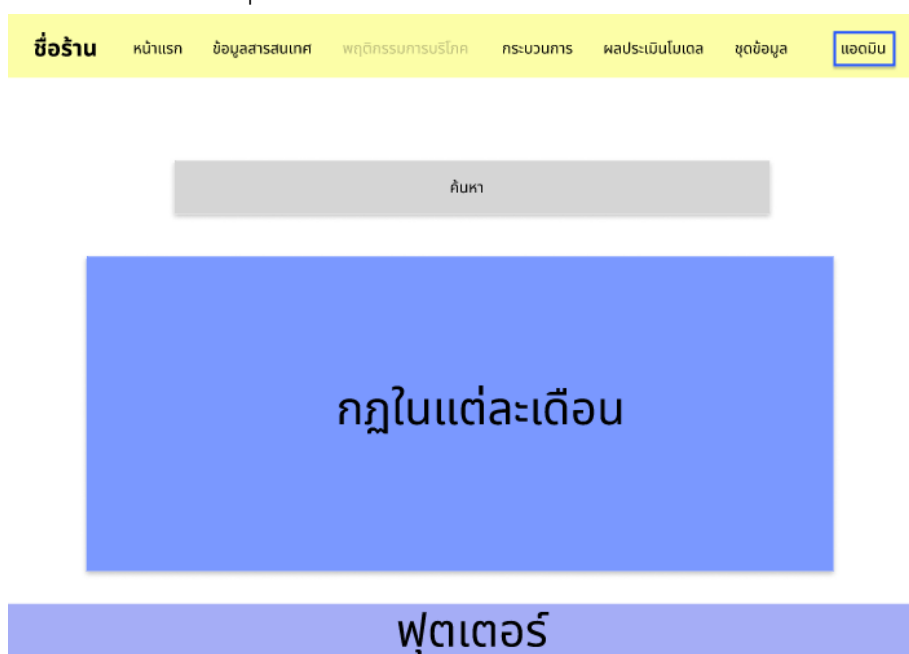 ชื่อร้าน หน้าแรก ข้อมูลสารสนเทศ พฤติกรรมการบริโภค กระบวนการ ผลประเมินโมเดล ชุดข้อมูล แอดมิน
ค้นหา
กฏในแต่ละเดือน
ฟุตเตอร์